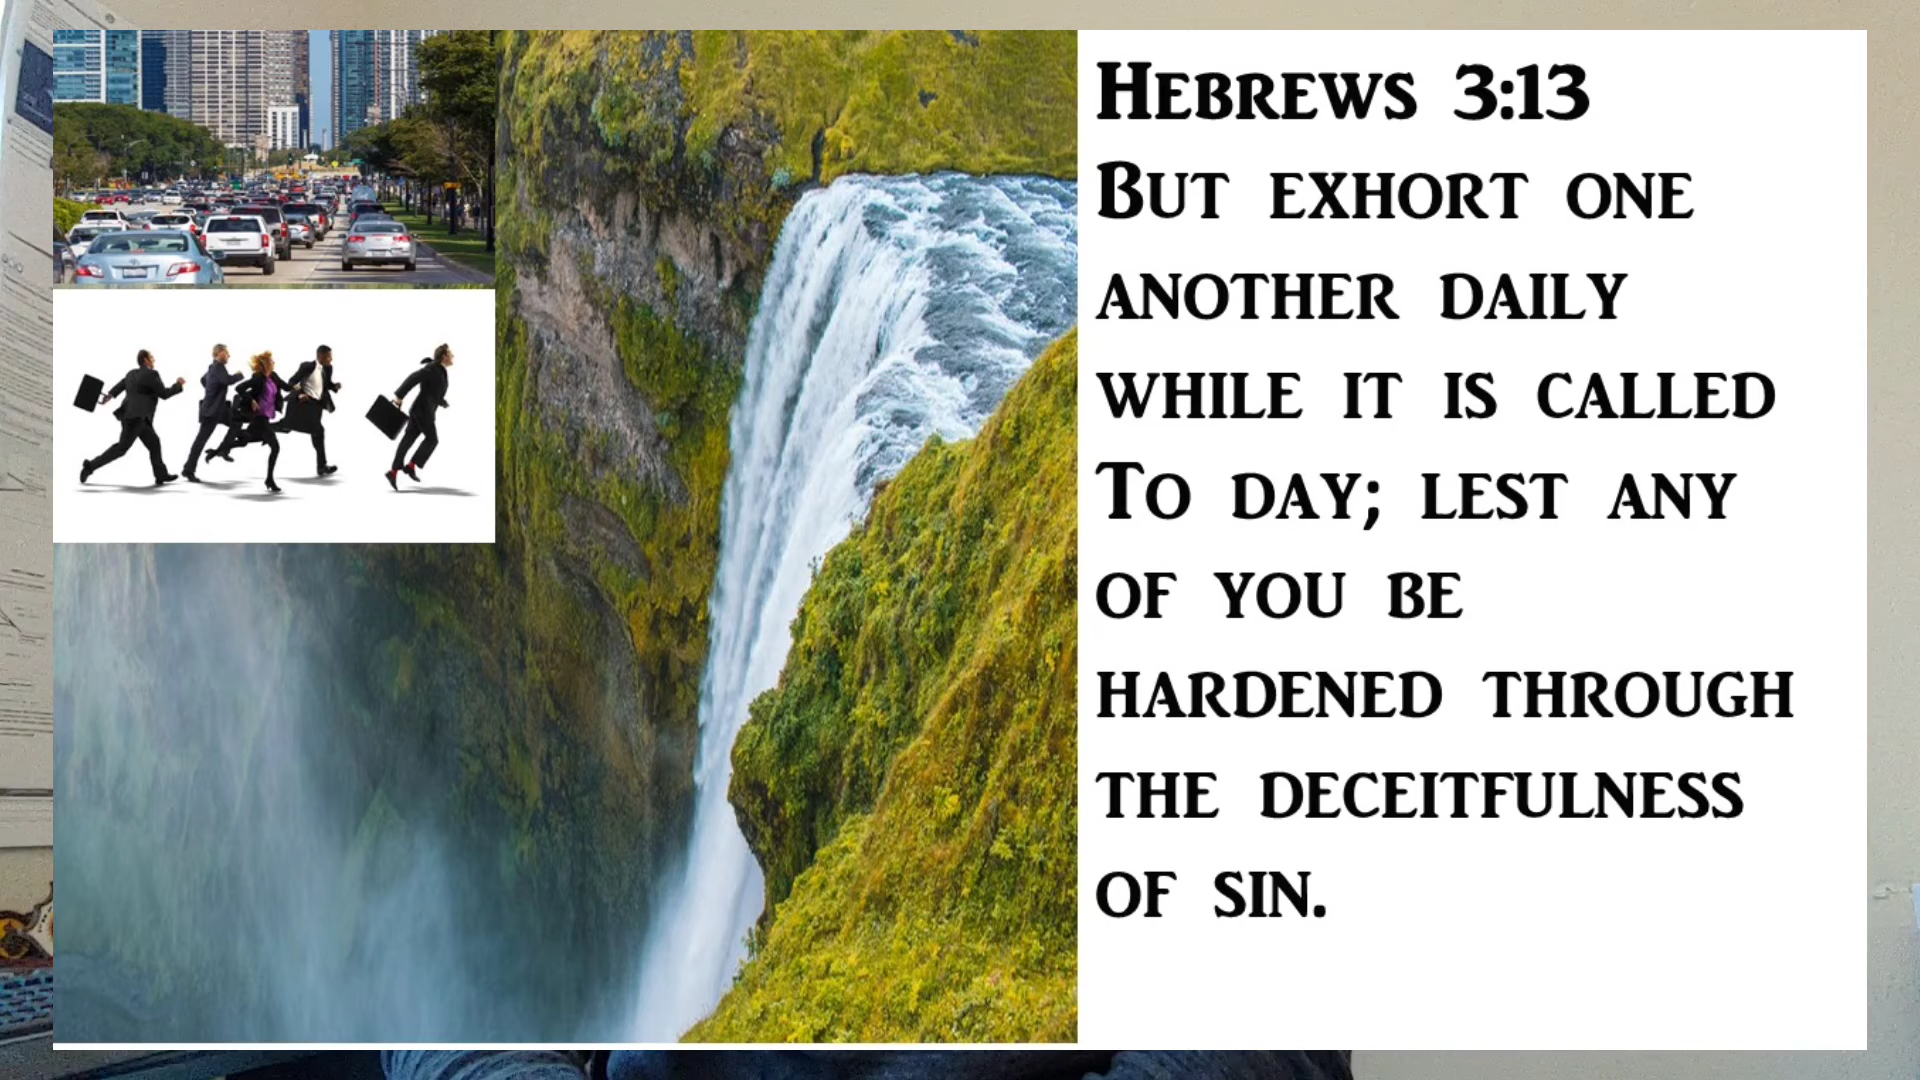 Hebrews 3:13
But exhort one
another daily
while it is called
To day; lest any
of you be
hardened through
the deceitfulness
of sin.